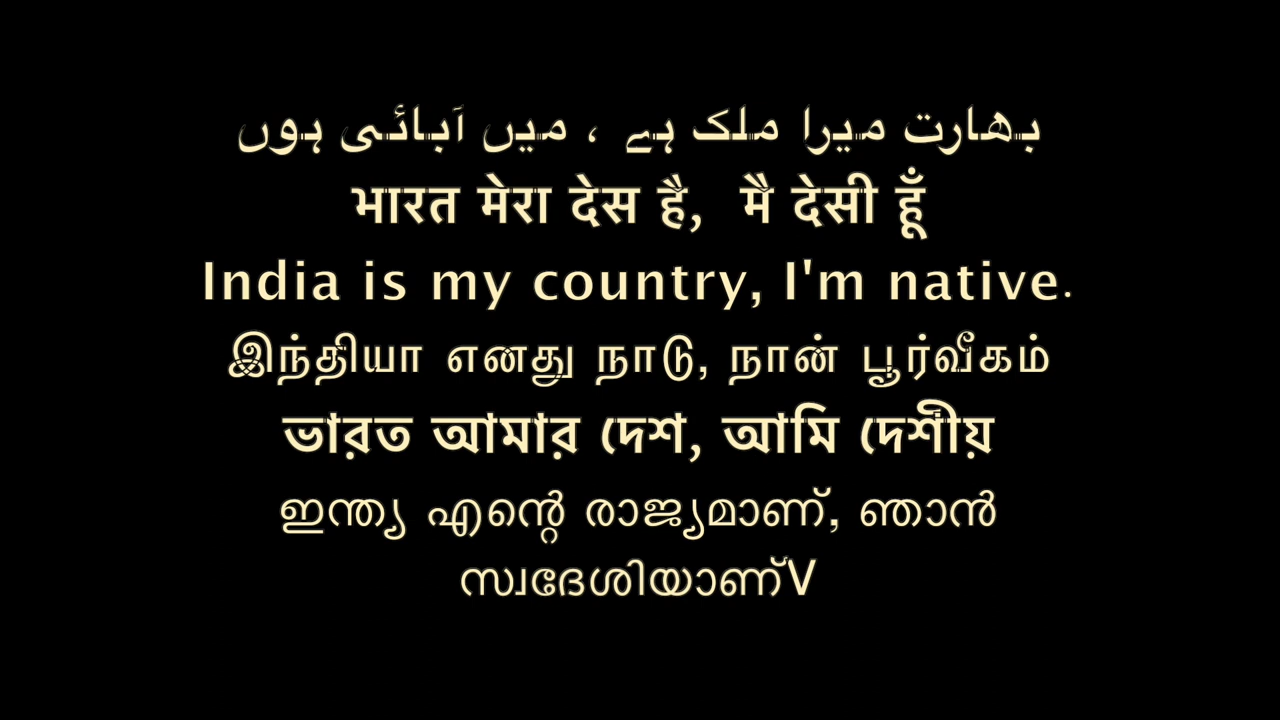 بھارت میرا ملک ہے ، میں آبائی ہوں
भारत मेरा देस है, मै देसी हूँ
India is my country, I'm native.
இந்தியா எனது நாடு, நான் பூர்வீகம்
ভারত আমার দেশ, আমি দেশীয়
ഇന്ത്യ എന്റെ രാജ്യമാണ്, ഞാൻ
സ്വദേശിയാണ്V